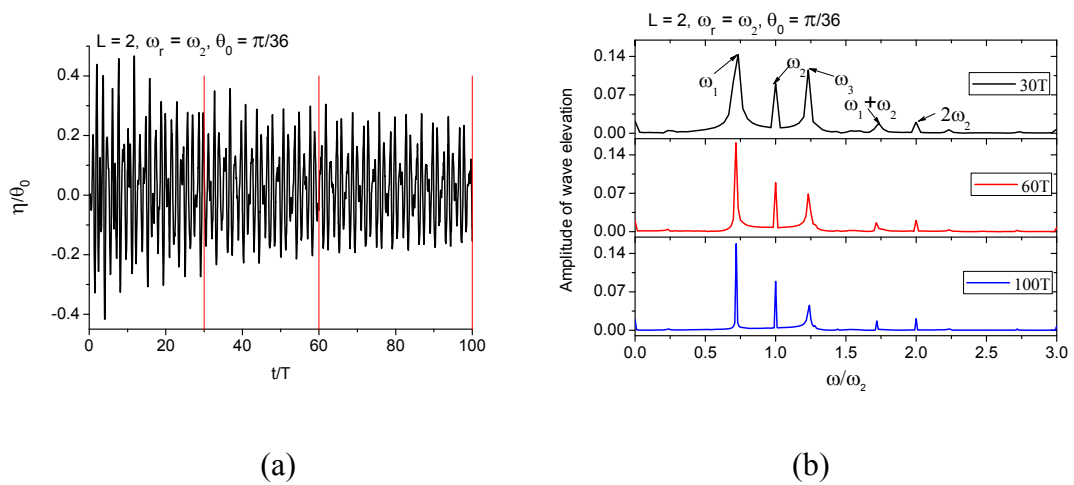 L = 2, ω_r = ω_2, θ_0 = π/36
0.4
0.2
0.0
-0.2
-0.4
η/θ_0
0 20 40 60 80 100
t/T
(a)
L = 2, ω_r = ω_2, θ_0 = π/36
Amplitude of wave elevation
0.14
0.07
0.00
ω_1
ω_2
ω_3
ω_1+ω_2
2ω_2
30T
0.14
0.07
0.00
60T
0.14
0.07
0.00
100T
0.0 0.5 1.0 1.5 2.0 2.5 3.0
ω/ω_2
(b)